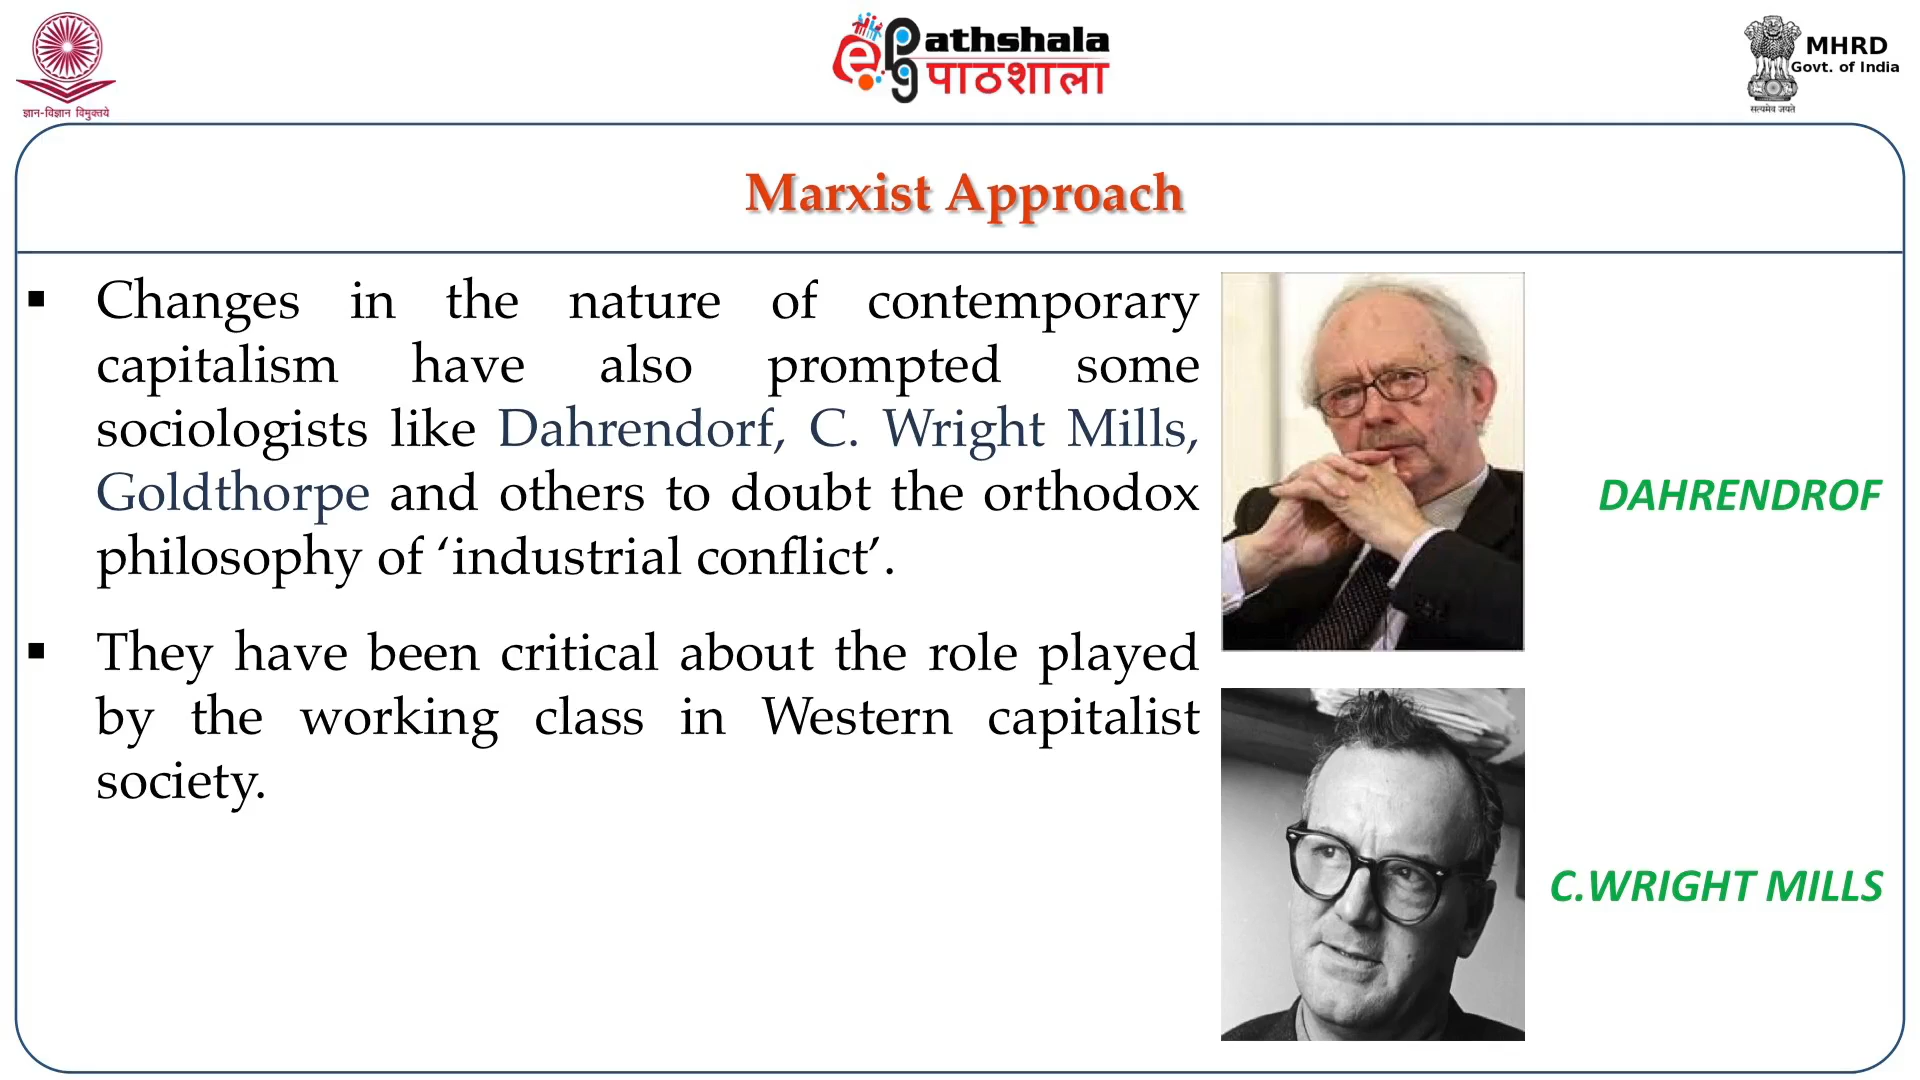 ज्ञान-विज्ञान विमुक्तये
ePG
athshala
पाठशाला
MHRD
Govt. of India
सत्यमेव जयते
Marxist Approach
▪ Changes in the nature of contemporary
capitalism have also prompted some
sociologists like Dahrendorf, C. Wright Mills,
Goldthorpe and others to doubt the orthodox
philosophy of ‘industrial conflict’.
▪ They have been critical about the role played
by the working class in Western capitalist
society.
DAHRENDROF
C.WRIGHT MILLS